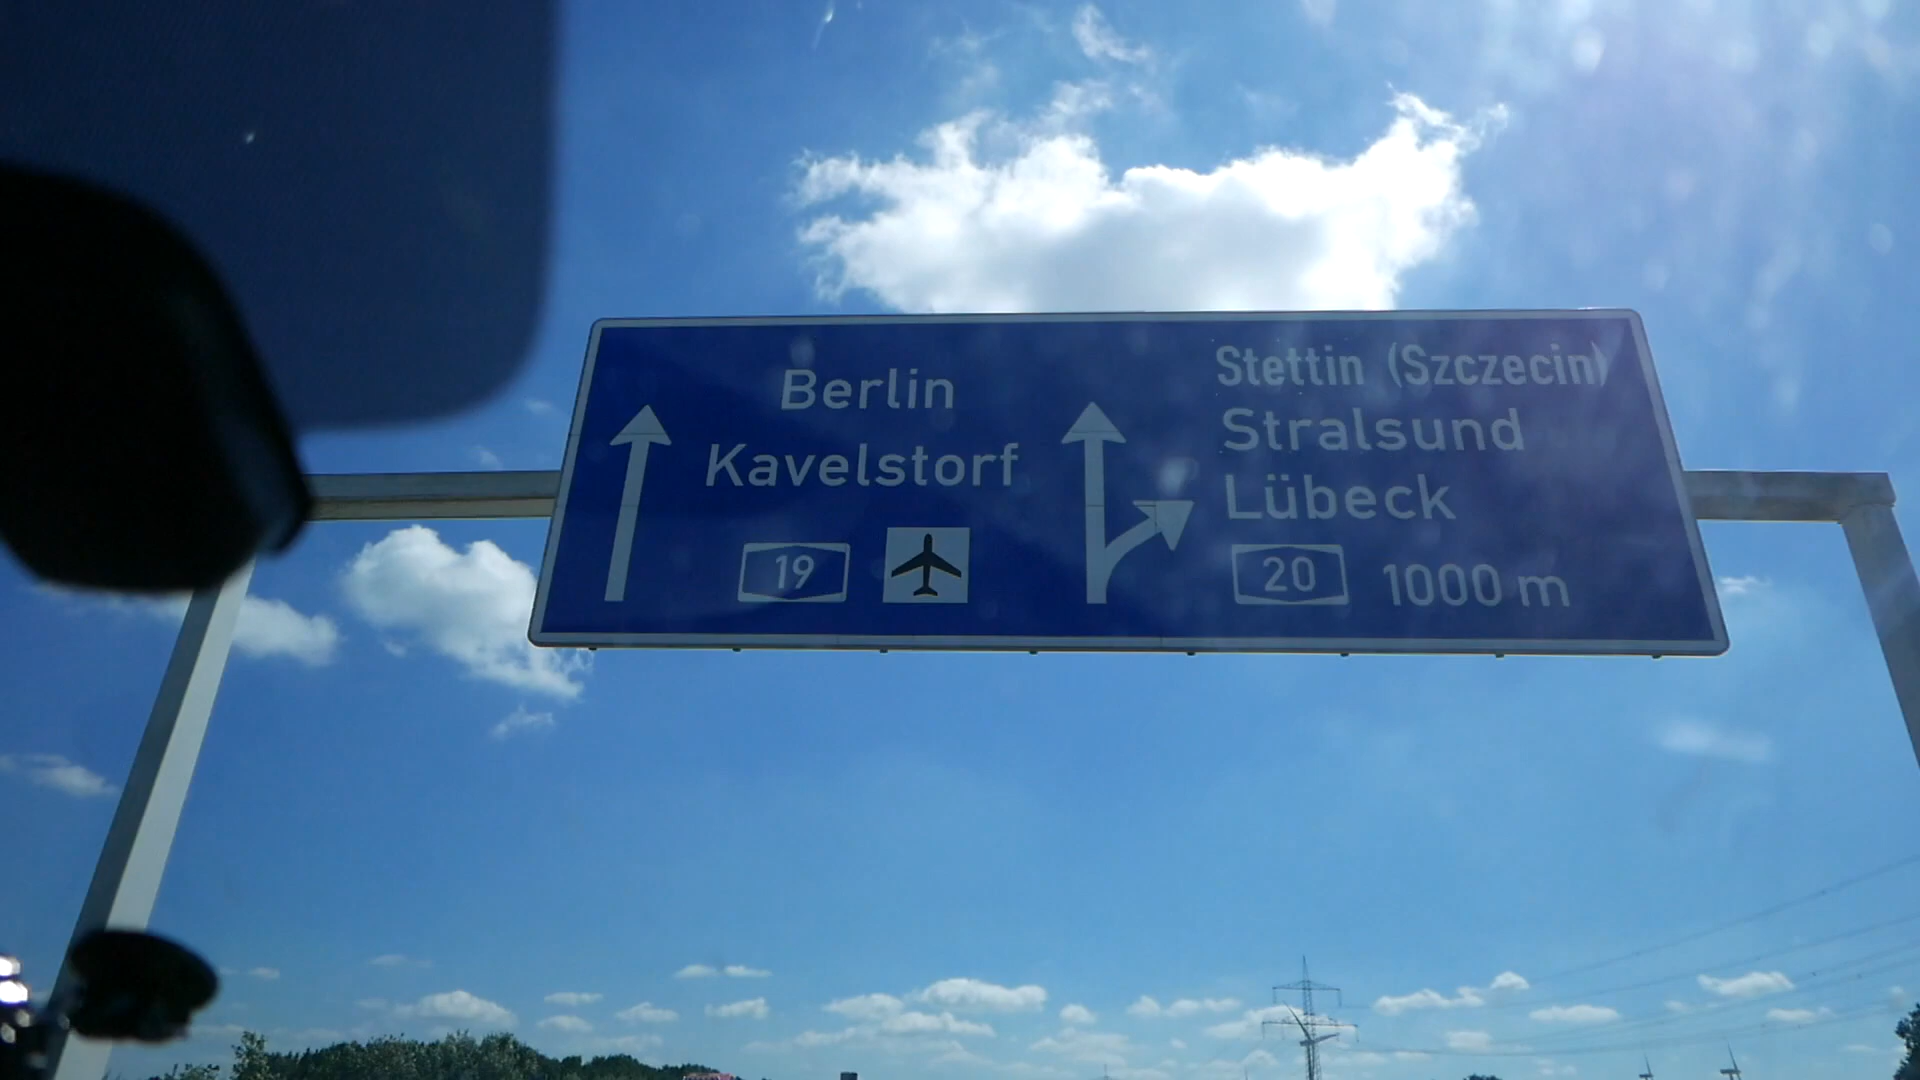 Berlin
Kavelstorf
19
Stettin (Szczecin)
Stralsund
Lübeck
20 1000 m